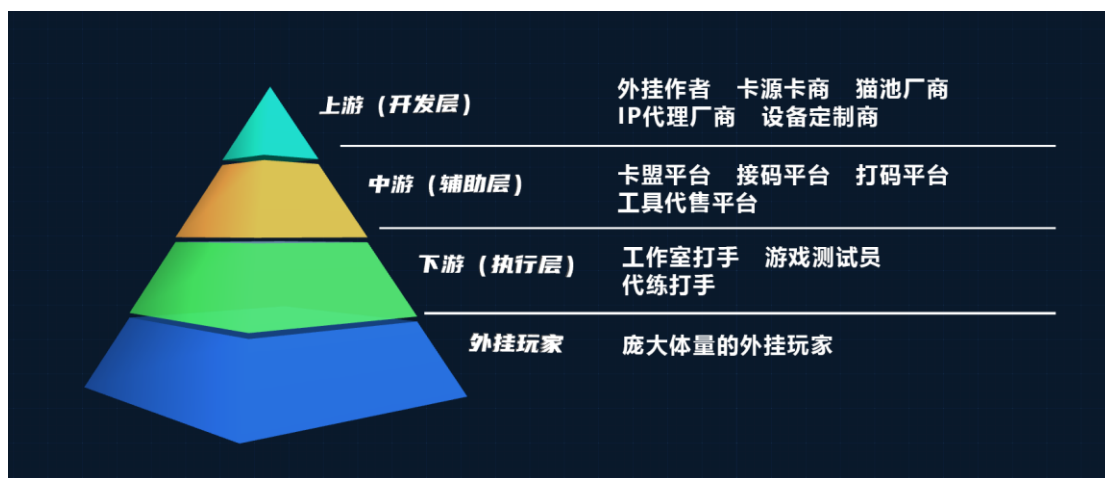 上游（开发层）
外挂作者 卡源卡商 猫池厂商
IP代理厂商 设备定制商
中游（辅助层）
卡盟平台 接码平台 打码平台
工具代售平台
下游（执行层）
工作室打手 游戏测试员
代练打手
外挂玩家
庞大体量的外挂玩家